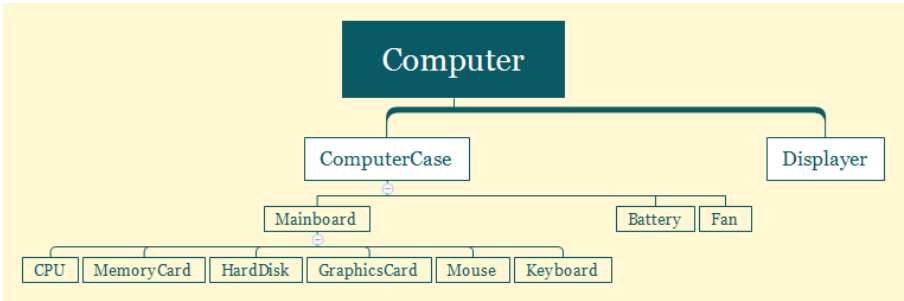 Computer
ComputerCase
Displayer
Mainboard
Battery
Fan
CPU
MemoryCard
HardDisk
GraphicsCard
Mouse
Keyboard